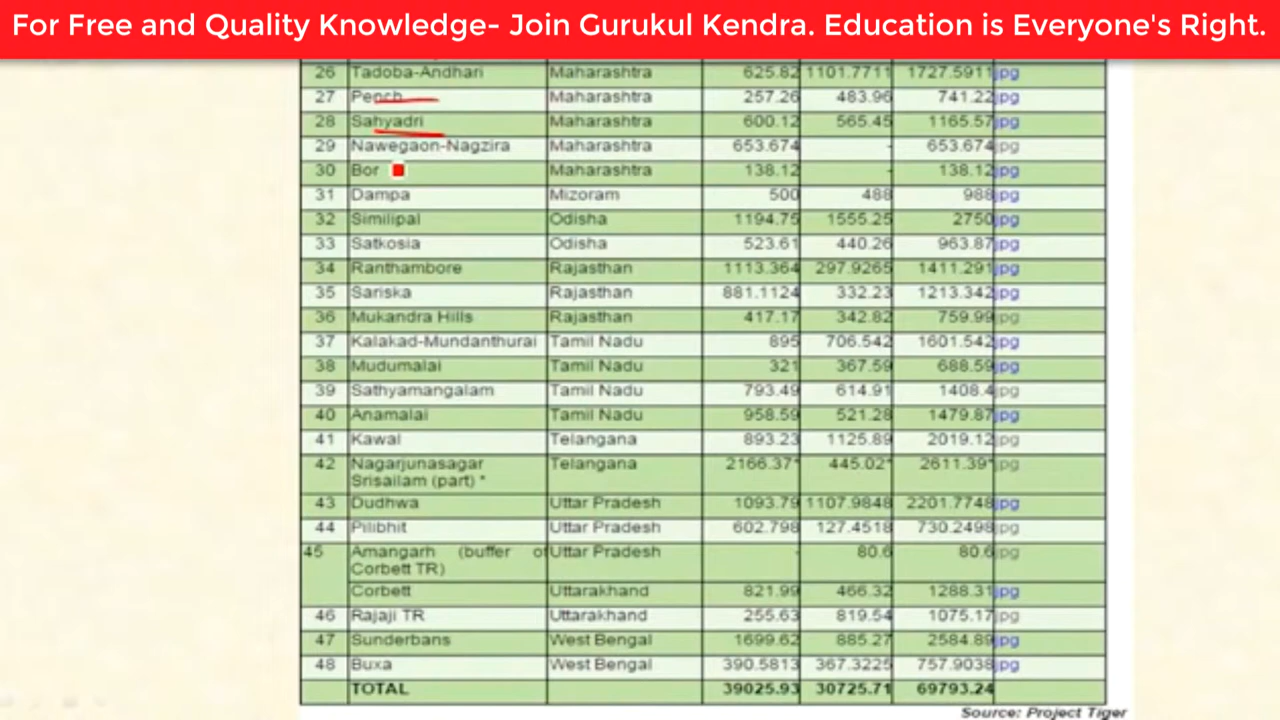 For Free and Quality Knowledge- Join Gurukul Kendra. Education is Everyone's Right.
26 Tadoba-Andhari Maharashtra 625.82 1101.7711 1727.5911 jpg
27 Pench Maharashtra 257.26 483.96 741.22 jpg
28 Sahyadri Maharashtra 600.12 565.45 1165.57 jpg
29 Nawegaon-Nagzira Maharashtra 653.674 - 653.674 jpg
30 Bor Maharashtra 138.12 - 138.12 jpg
31 Dampa Mizoram 500 488 988 jpg
32 Similipal Odisha 1194.75 1555.25 2750 jpg
33 Satkosia Odisha 523.61 440.26 963.87 jpg
34 Ranthambore Rajasthan 1113.364 297.9265 1411.291 jpg
35 Sariska Rajasthan 881.1124 332.23 1213.342 jpg
36 Mukandra Hills Rajasthan 417.17 342.82 759.99 jpg
37 Kalakad-Mundanthurai Tamil Nadu 895 706.542 1601.542 jpg
38 Mudumalai Tamil Nadu 321 367.59 688.59 jpg
39 Sathyamangalam Tamil Nadu 793.49 614.91 1408.4 jpg
40 Anamalai Tamil Nadu 958.59 521.28 1479.87 jpg
41 Kawal Telangana 893.23 1125.89 2019.12 jpg
42 Nagarjunasagar Telangana 2166.37* 445.02* 2611.39* jpg
Srisailam (part) *
43 Dudhwa Uttar Pradesh 1093.79 1107.9848 2201.7748 jpg
44 Pilibhit Uttar Pradesh 602.798 127.4518 730.2498 jpg
45 Amangarh (buffer of Uttar Pradesh - 80.6 80.6 jpg
Corbett TR)
Corbett Uttarakhand 821.99 466.32 1288.31 jpg
46 Rajaji TR Uttarakhand 255.63 819.54 1075.17 jpg
47 Sunderbans West Bengal 1699.62 885.27 2584.89 jpg
48 Buxa West Bengal 390.5813 367.3225 757.9038 jpg
TOTAL 39025.93 30725.71 69793.24
Source: Project Tiger